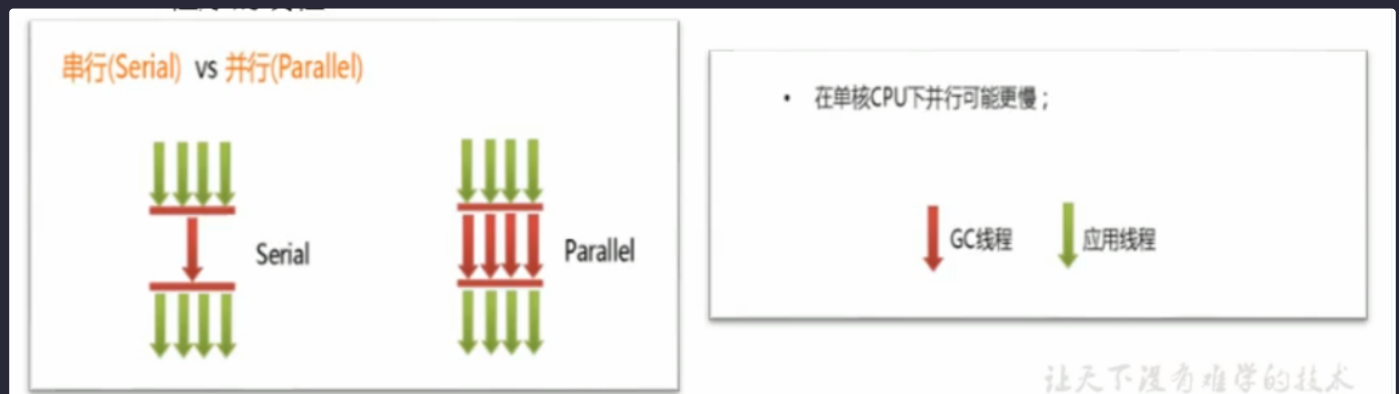 串行(Serial) vs 并行(Parallel)
Serial
Parallel
• 在单核CPU下并行可能更慢；
GC线程
应用线程
让天下没有难学的技术